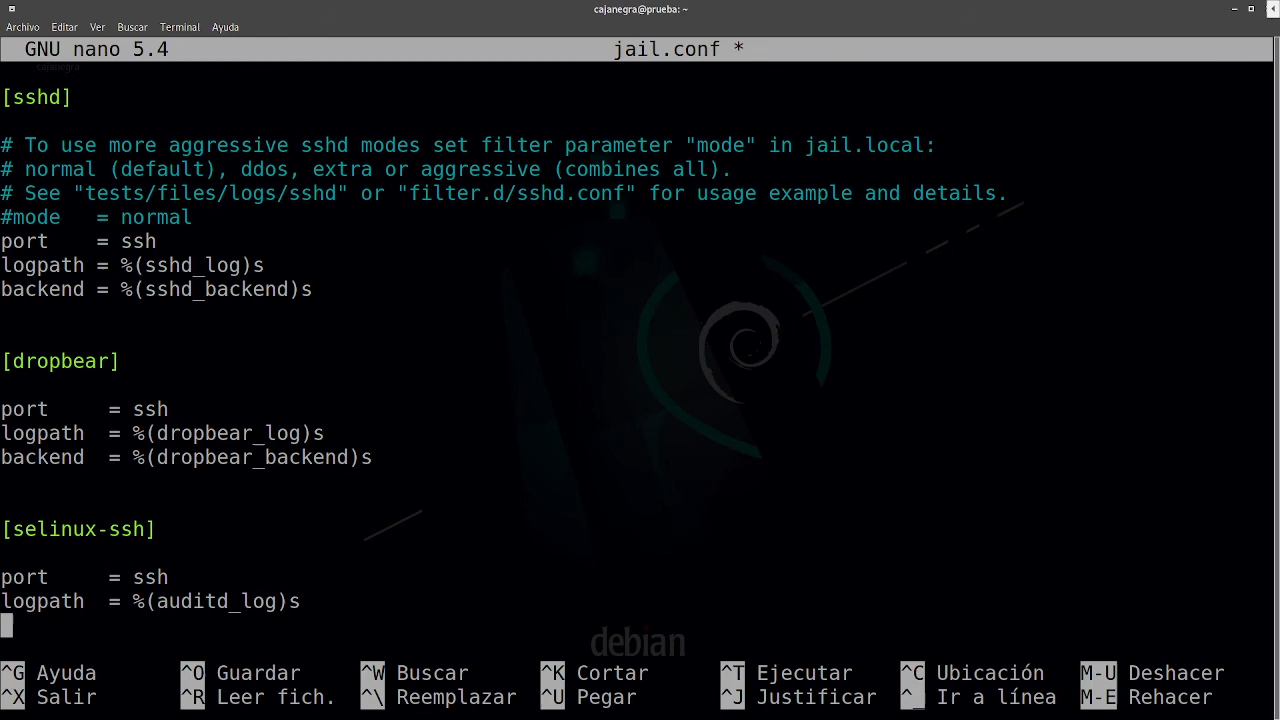 cajanegra@prueba: ~
Archivo Editar Ver Buscar Terminal Ayuda
GNU nano 5.4 jail.conf *
cajanegra
[sshd]
# To use more aggressive sshd modes set filter parameter "mode" in jail.local:
# normal (default), ddos, extra or aggressive (combines all).
# See "tests/files/logs/sshd" or "filter.d/sshd.conf" for usage example and details.
#mode   = normal
port    = ssh
logpath = %(sshd_log)s
backend = %(sshd_backend)s
[dropbear]
port     = ssh
logpath  = %(dropbear_log)s
backend  = %(dropbear_backend)s
[selinux-ssh]
port     = ssh
logpath  = %(auditd_log)s
debian
^G Ayuda ^O Guardar ^W Buscar ^K Cortar ^T Ejecutar ^C Ubicación M-U Deshacer
^X Salir ^R Leer fich. ^\ Reemplazar ^U Pegar ^J Justificar ^_ Ir a línea M-E Rehacer